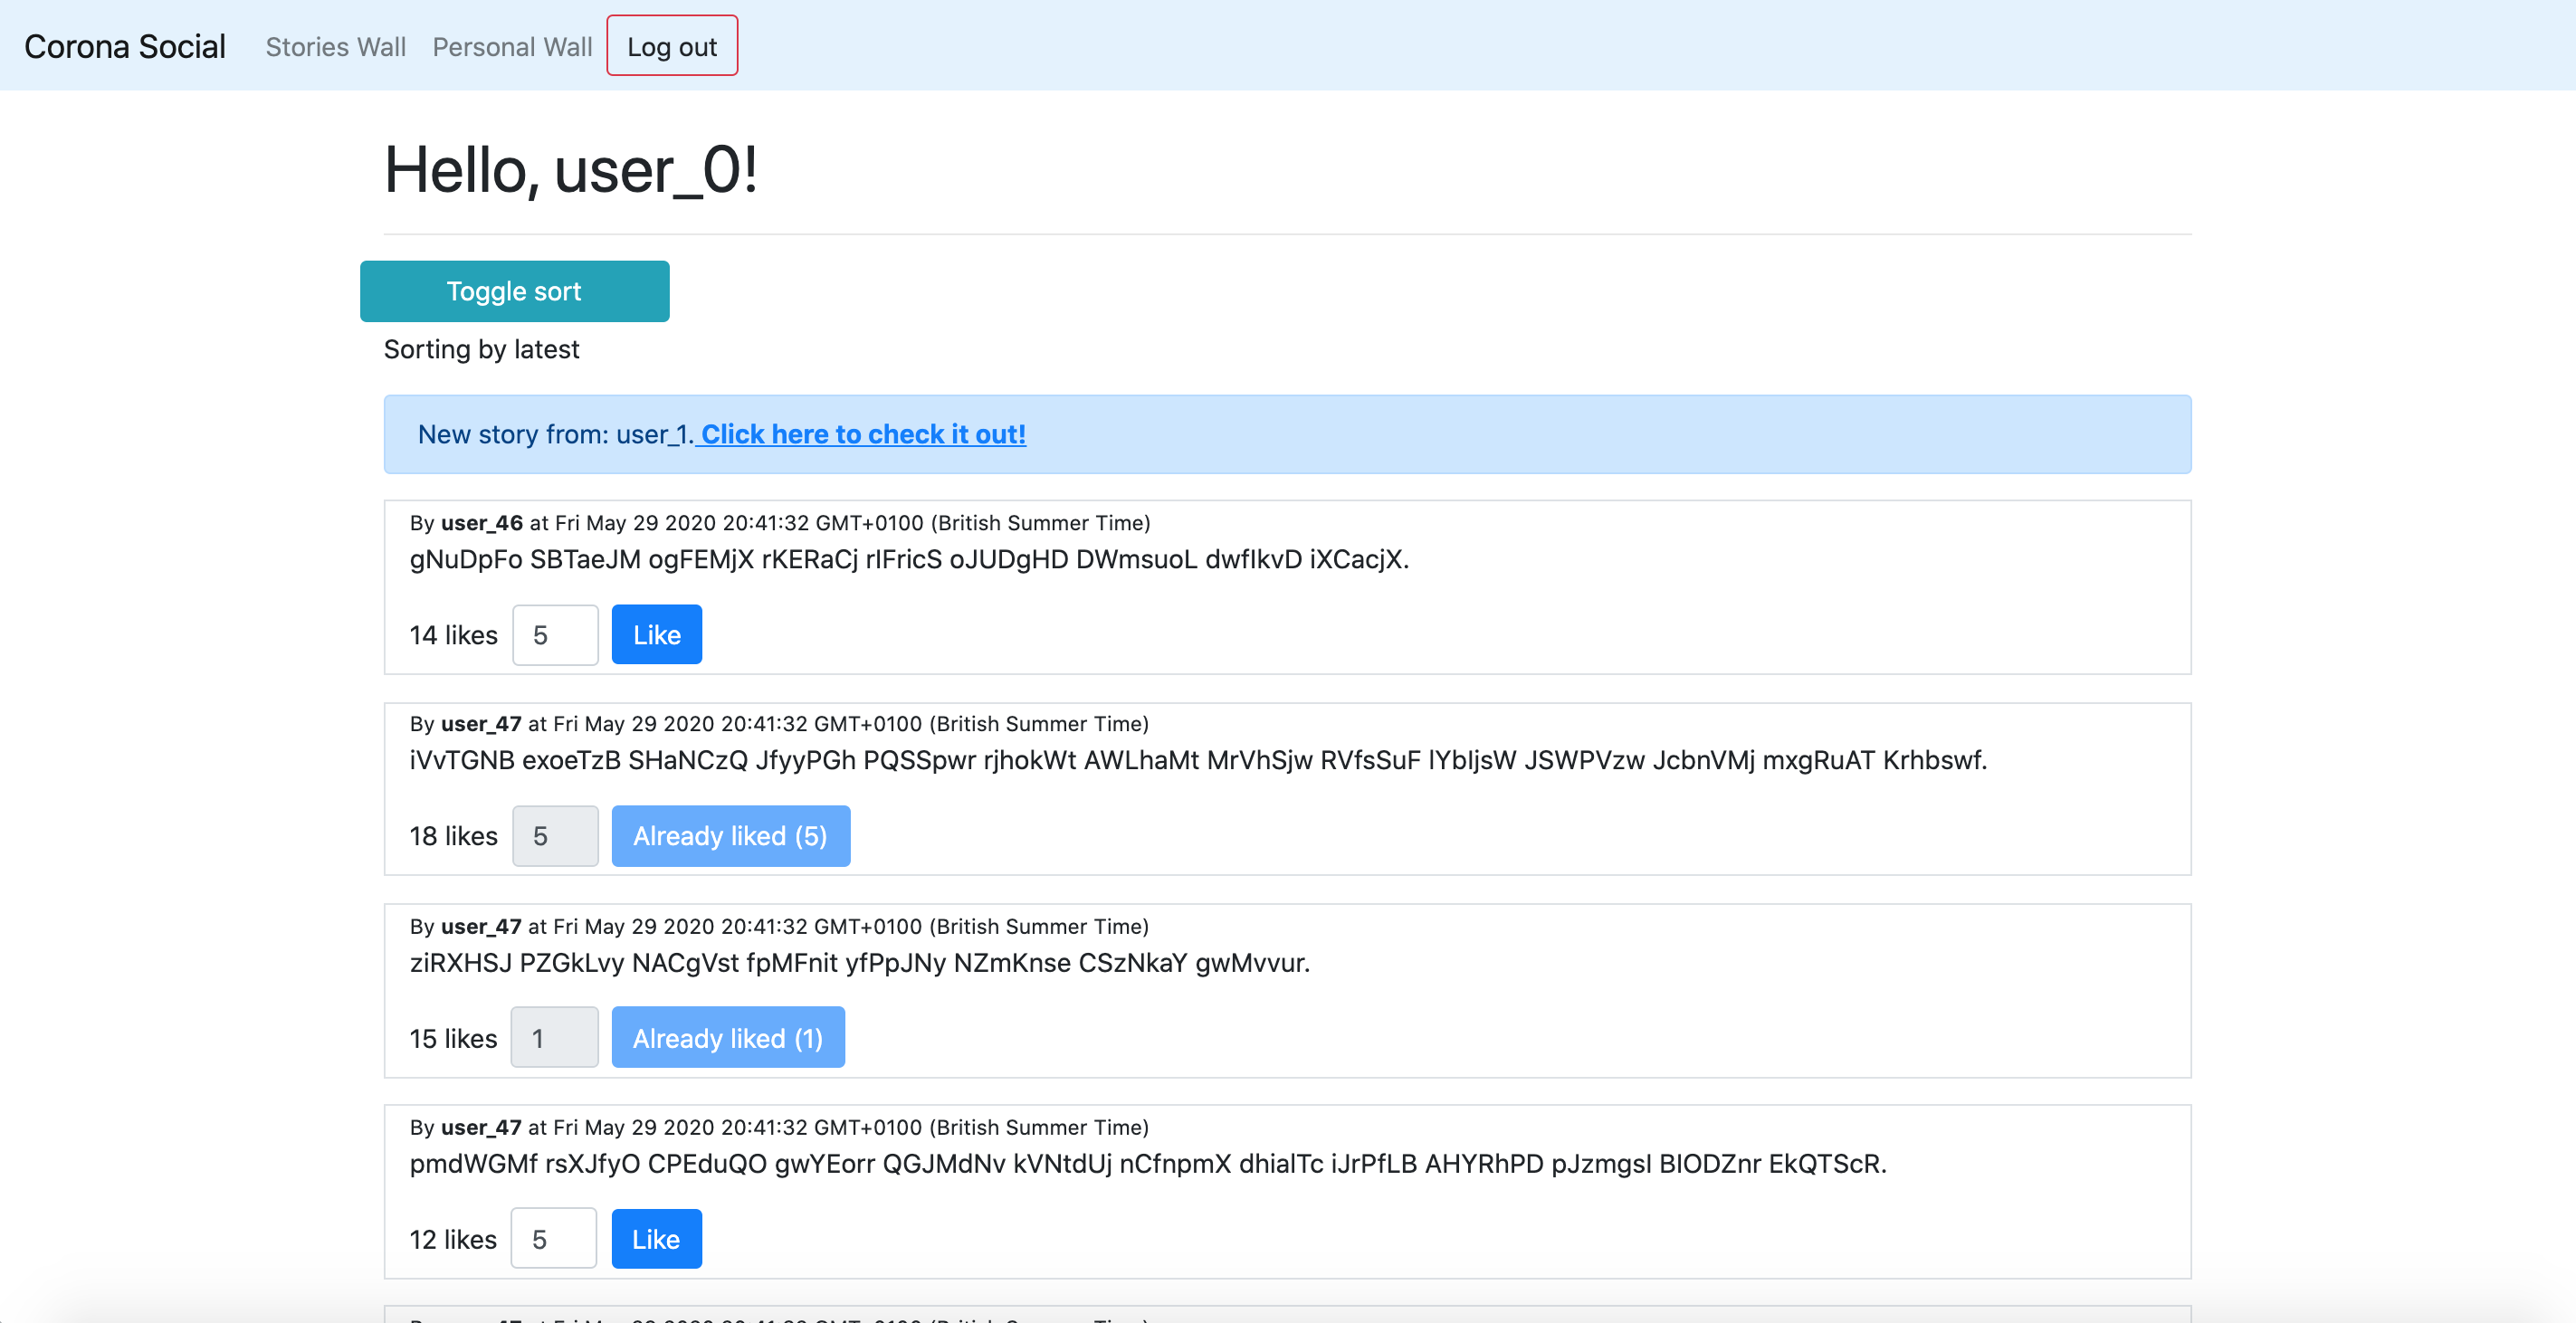 Corona Social Stories Wall Personal Wall Log out
Hello, user_0!
Toggle sort
Sorting by latest
New story from: user_1. Click here to check it out!
By user_46 at Fri May 29 2020 20:41:32 GMT+0100 (British Summer Time)
gNuDpFo SBTaeJM ogFEMjX rKERaCj rIFricS oJUDgHD DWmsuoL dwfIkvD iXCacjX.
14 likes 5 Like
By user_47 at Fri May 29 2020 20:41:32 GMT+0100 (British Summer Time)
iVvTGNB exoeTzB SHaNCzQ JfyyPGh PQSSpwr rjhokWt AWLhaMt MrVhSjw RVfsSuF lYbIjsW JSWPVzw JcbnVMj mxgRuAT Krhbswf.
18 likes 5 Already liked (5)
By user_47 at Fri May 29 2020 20:41:32 GMT+0100 (British Summer Time)
ziRXHSJ PZGkLvy NACgVst fpMFnit yfPpJNy NZmKnse CSzNkaY gwMvvur.
15 likes 1 Already liked (1)
By user_47 at Fri May 29 2020 20:41:32 GMT+0100 (British Summer Time)
pmdWGMf rsXJfyO CPEduQO gwYEorr QGJMdNv kVNtdUj nCfnpmX dhialTc iJrPfLB AHYRhPD pJzmgsI BIODZnr EkQTScR.
12 likes 5 Like